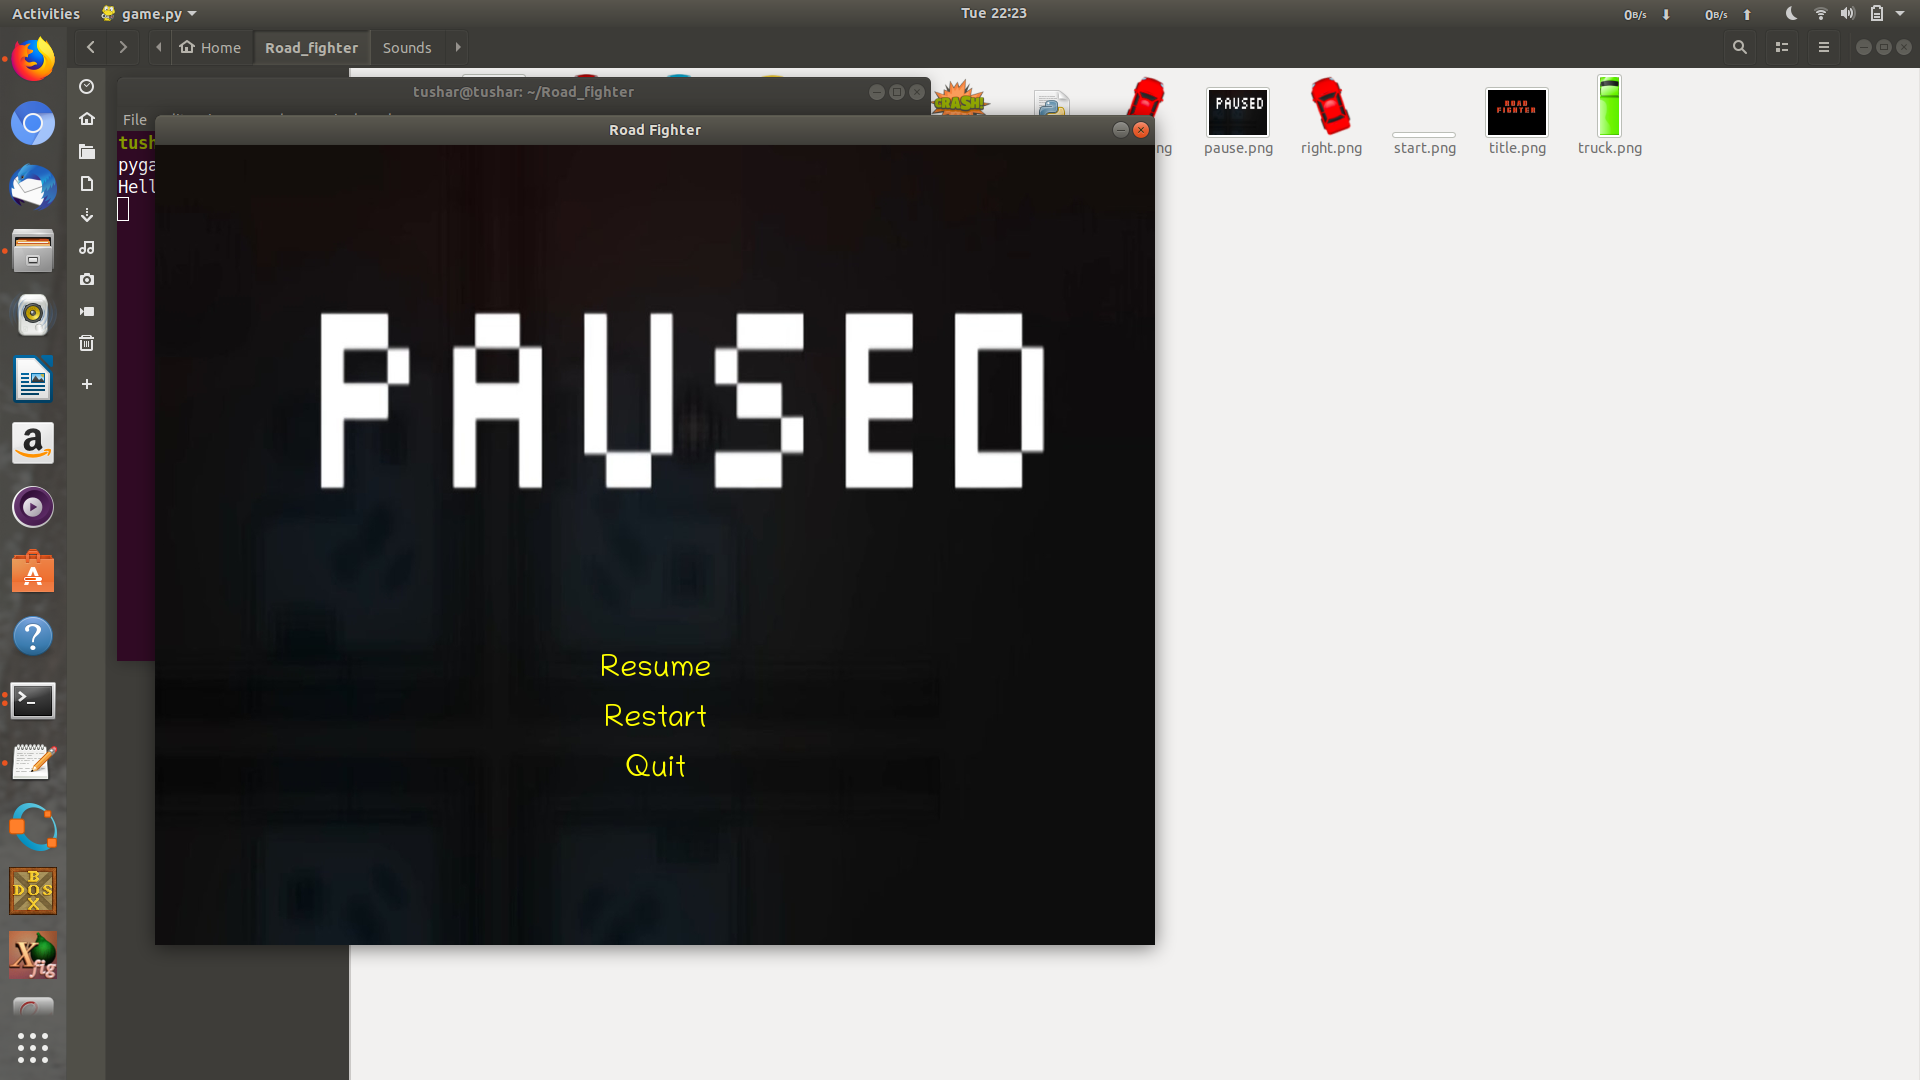 Activities
game.py
Tue 22:23
0B/s
0B/s
Home
Road_fighter
Sounds
tushar@tushar: ~/Road_fighter
File
tush
pyga
Hell
CRASH!
ng
PAUSED
pause.png
right.png
start.png
ROAD
FIGHTER
title.png
truck.png
Road Fighter
PAUSED
Resume
Restart
Quit
a
A
?
>_
B
DOS
X
X
fig